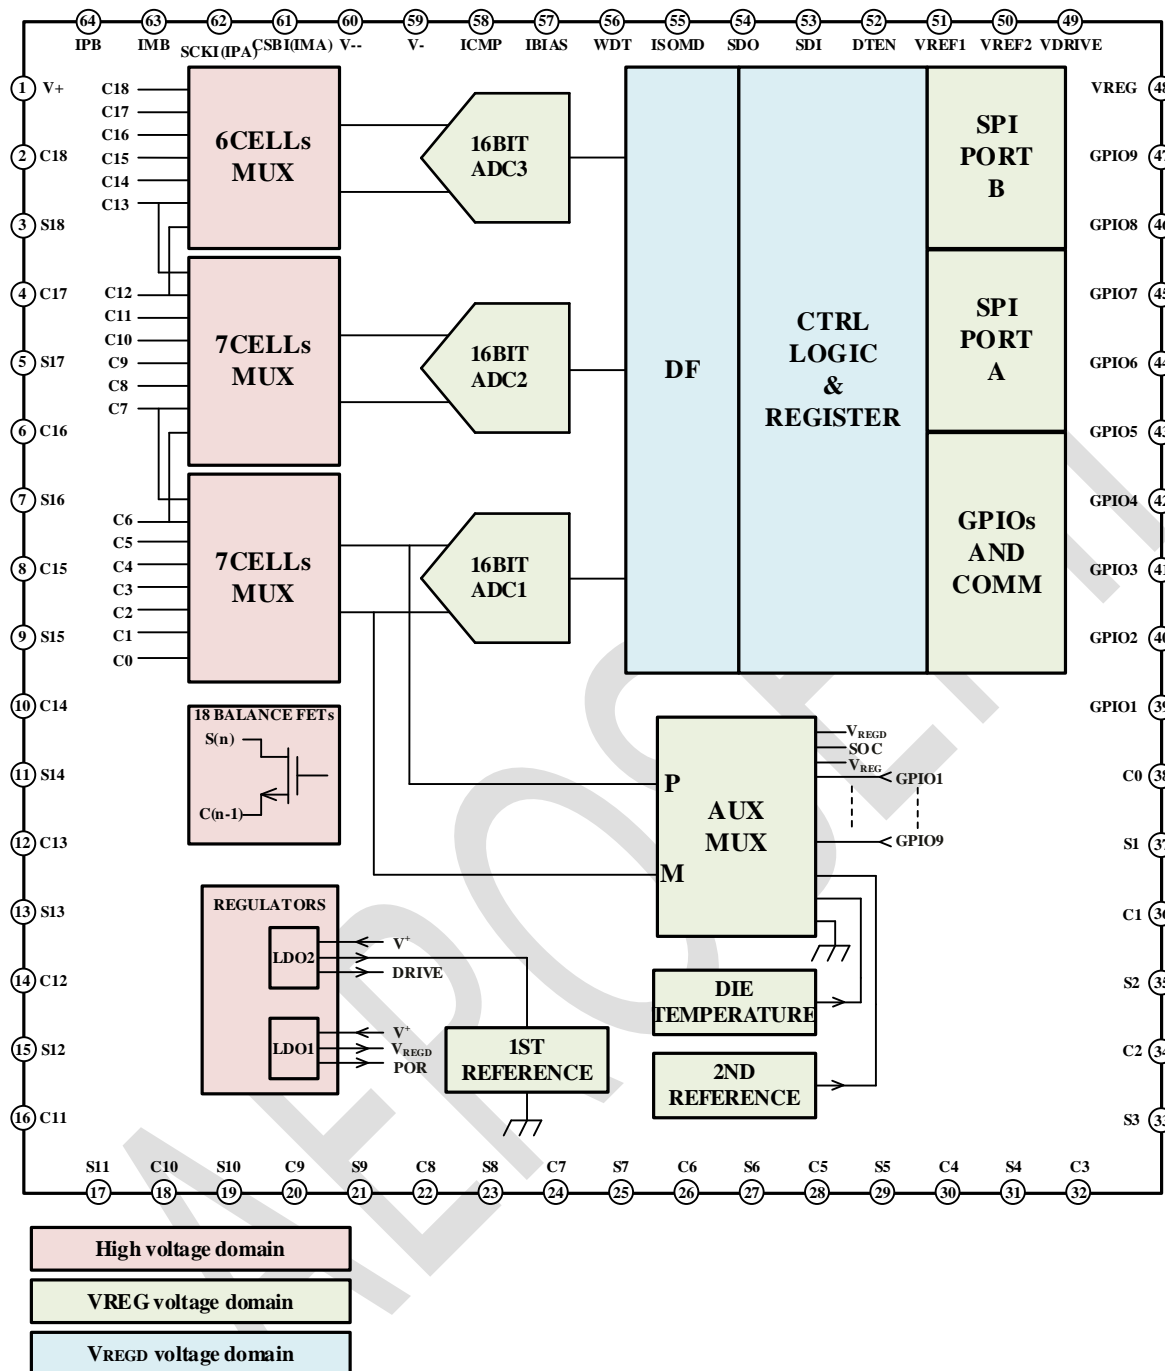 64 63 62 61 60 59 58 57 56 55 54 53 52 51 50 49
IPB IMB SCKI(IPA) CSBI(IMA) V-- V- ICMP IBIAS WDT ISOMD SDO SDI DTEN VREF1 VREF2 VDRIVE
1 V+
2 C18
3 S18
4 C17
5 S17
6 C16
7 S16
8 C15
9 S15
10 C14
11 S14
12 C13
13 S13
14 C12
15 S12
16 C11
C18
C17
C16
C15
C14
C13
C12
C11
C10
C9
C8
C7
C6
C5
C4
C3
C2
C1
C0
6CELLs
MUX
7CELLs
MUX
7CELLs
MUX
16BIT
ADC3
16BIT
ADC2
16BIT
ADC1
DF
CTRL
LOGIC
&
REGISTER
SPI
PORT
B
SPI
PORT
A
GPIOs
AND
COMM
VREG 48
GPIO9 47
GPIO8 46
GPIO7 45
GPIO6 44
GPIO5 43
GPIO4 42
GPIO3 41
GPIO2 40
GPIO1 39
C0 38
S1 37
C1 36
S2 35
C2 34
S3 33
18 BALANCE FETs
S(n)
C(n-1)
P
M
AUX
MUX
VREGD
SOC
VREG
GPIO1
GPIO9
REGULATORS
LDO2
V+
DRIVE
LDO1
V+
VREGD
POR
1ST
REFERENCE
DIE
TEMPERATURE
2ND
REFERENCE
S11 C10 S10 C9 S9 C8 S8 C7 S7 C6 S6 C5 S5 C4 S4 C3
17 18 19 20 21 22 23 24 25 26 27 28 29 30 31 32
High voltage domain
VREG voltage domain
VREGD voltage domain